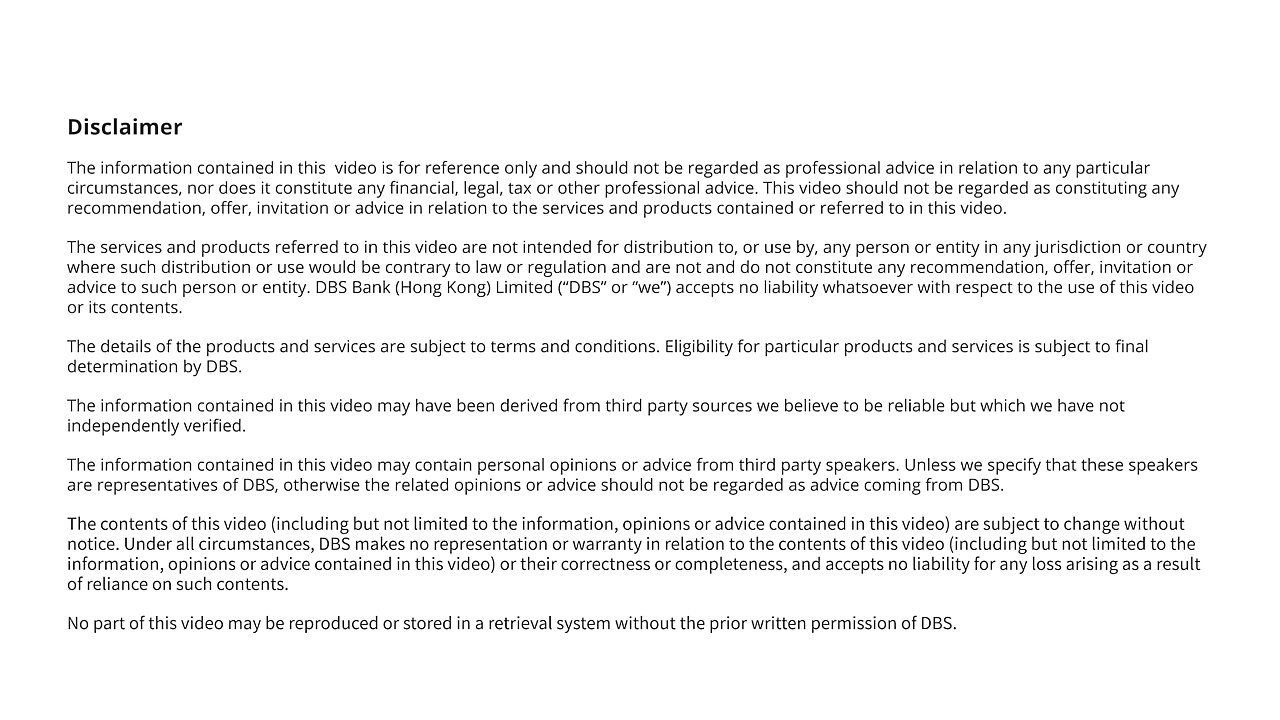 Disclaimer
The information contained in this  video is for reference only and should not be regarded as professional advice in relation to any particular
circumstances, nor does it constitute any financial, legal, tax or other professional advice. This video should not be regarded as constituting any
recommendation, offer, invitation or advice in relation to the services and products contained or referred to in this video.
The services and products referred to in this video are not intended for distribution to, or use by, any person or entity in any jurisdiction or country
where such distribution or use would be contrary to law or regulation and are not and do not constitute any recommendation, offer, invitation or
advice to such person or entity. DBS Bank (Hong Kong) Limited (“DBS” or “we”) accepts no liability whatsoever with respect to the use of this video
or its contents.
The details of the products and services are subject to terms and conditions. Eligibility for particular products and services is subject to final
determination by DBS.
The information contained in this video may have been derived from third party sources we believe to be reliable but which we have not
independently verified.
The information contained in this video may contain personal opinions or advice from third party speakers. Unless we specify that these speakers
are representatives of DBS, otherwise the related opinions or advice should not be regarded as advice coming from DBS.
The contents of this video (including but not limited to the information, opinions or advice contained in this video) are subject to change without
notice. Under all circumstances, DBS makes no representation or warranty in relation to the contents of this video (including but not limited to the
information, opinions or advice contained in this video) or their correctness or completeness, and accepts no liability for any loss arising as a result
of reliance on such contents.
No part of this video may be reproduced or stored in a retrieval system without the prior written permission of DBS.